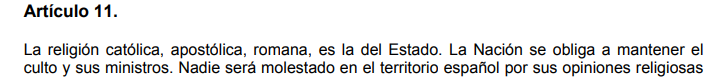 Artículo 11.
La religión católica, apostólica, romana, es la del Estado. La Nación se obliga a mantener el
culto y sus ministros. Nadie será molestado en el territorio español por sus opiniones religiosas